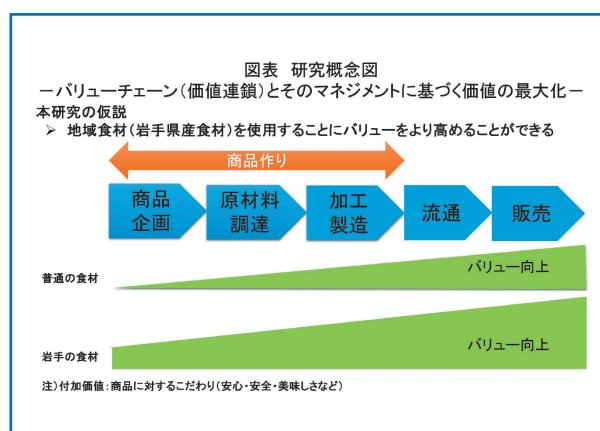 図表 研究概念図
－バリューチェーン（価値連鎖）とそのマネジメントに基づく価値の最大化－
本研究の仮説
➢ 地域食材（岩手県産食材）を使用することにバリューをより高めることができる
商品作り
商品
企画
原材料
調達
加工
製造
流通
販売
普通の食材
バリュー向上
岩手の食材
バリュー向上
注）付加価値：商品に対するこだわり（安心・安全・美味しさなど）